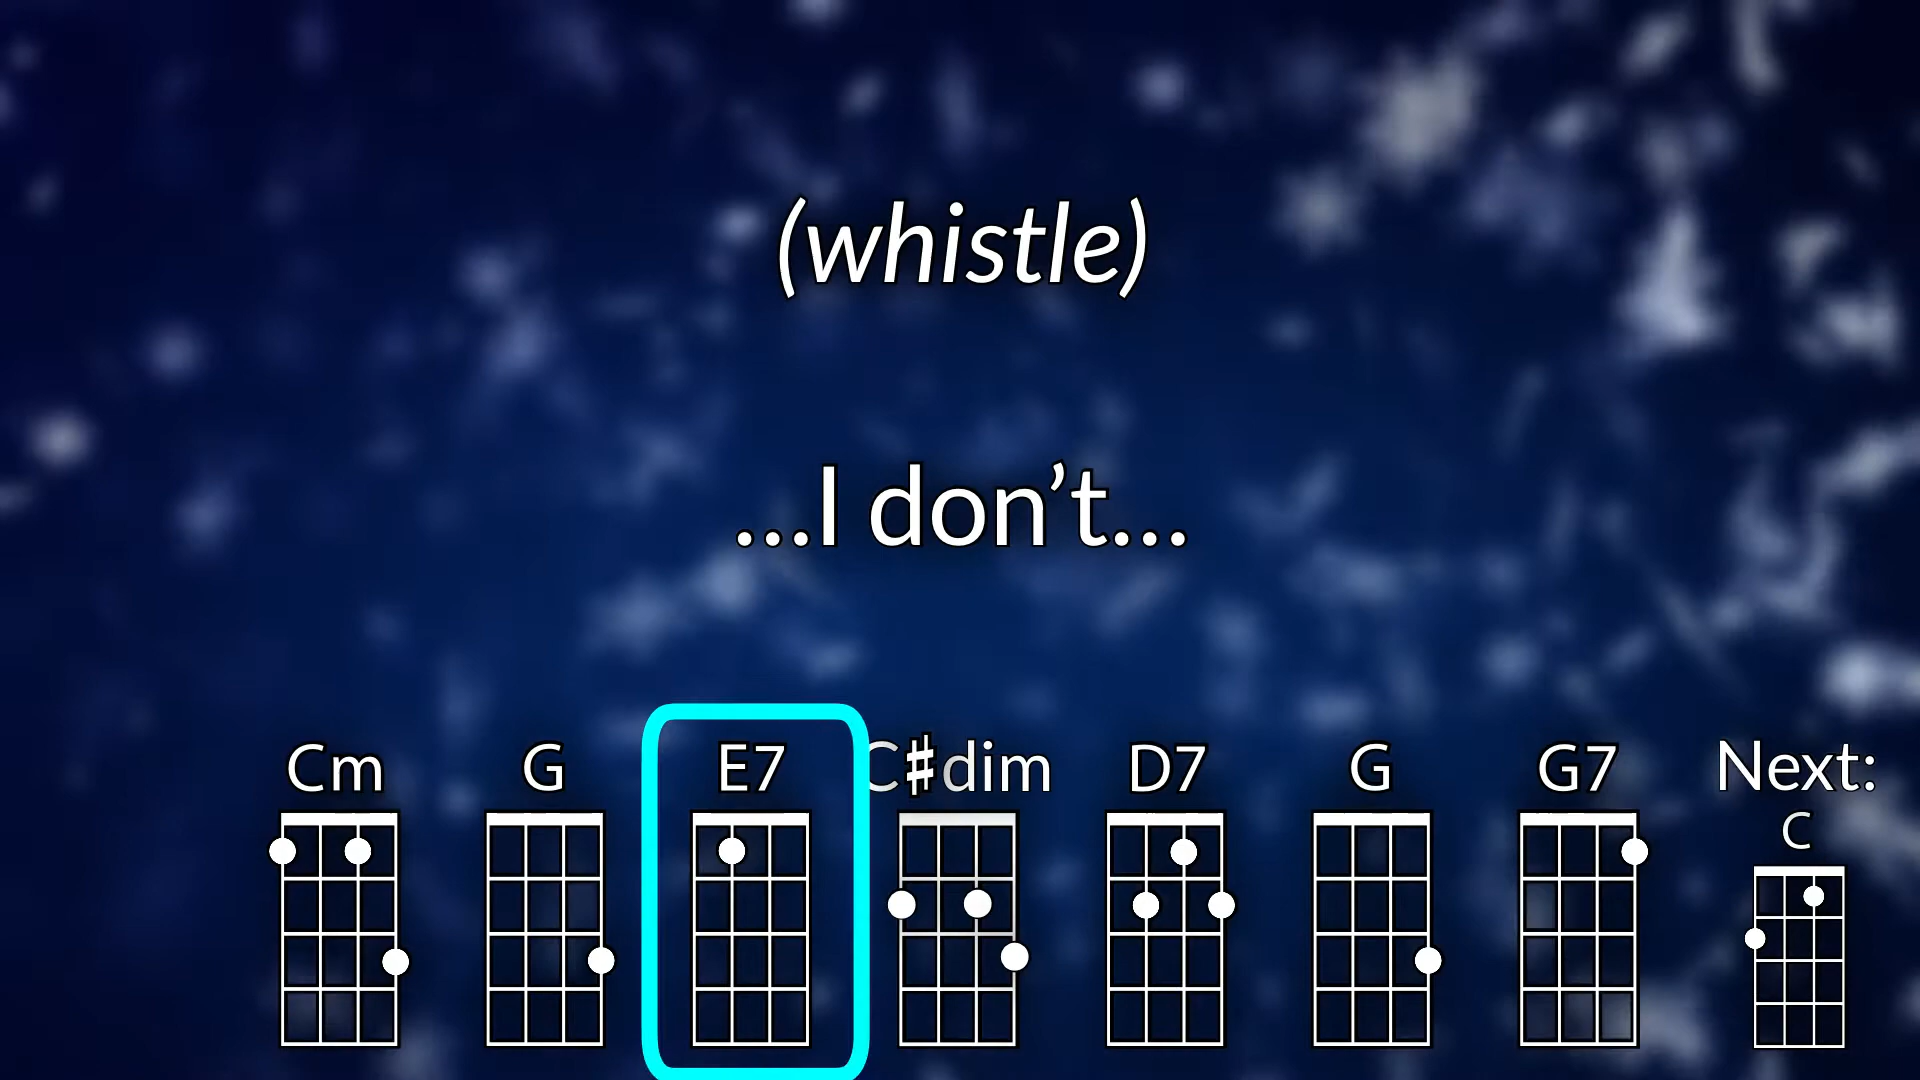 (whistle)
...I don’t...
Cm G E7 C♯dim D7 G G7 Next:
C